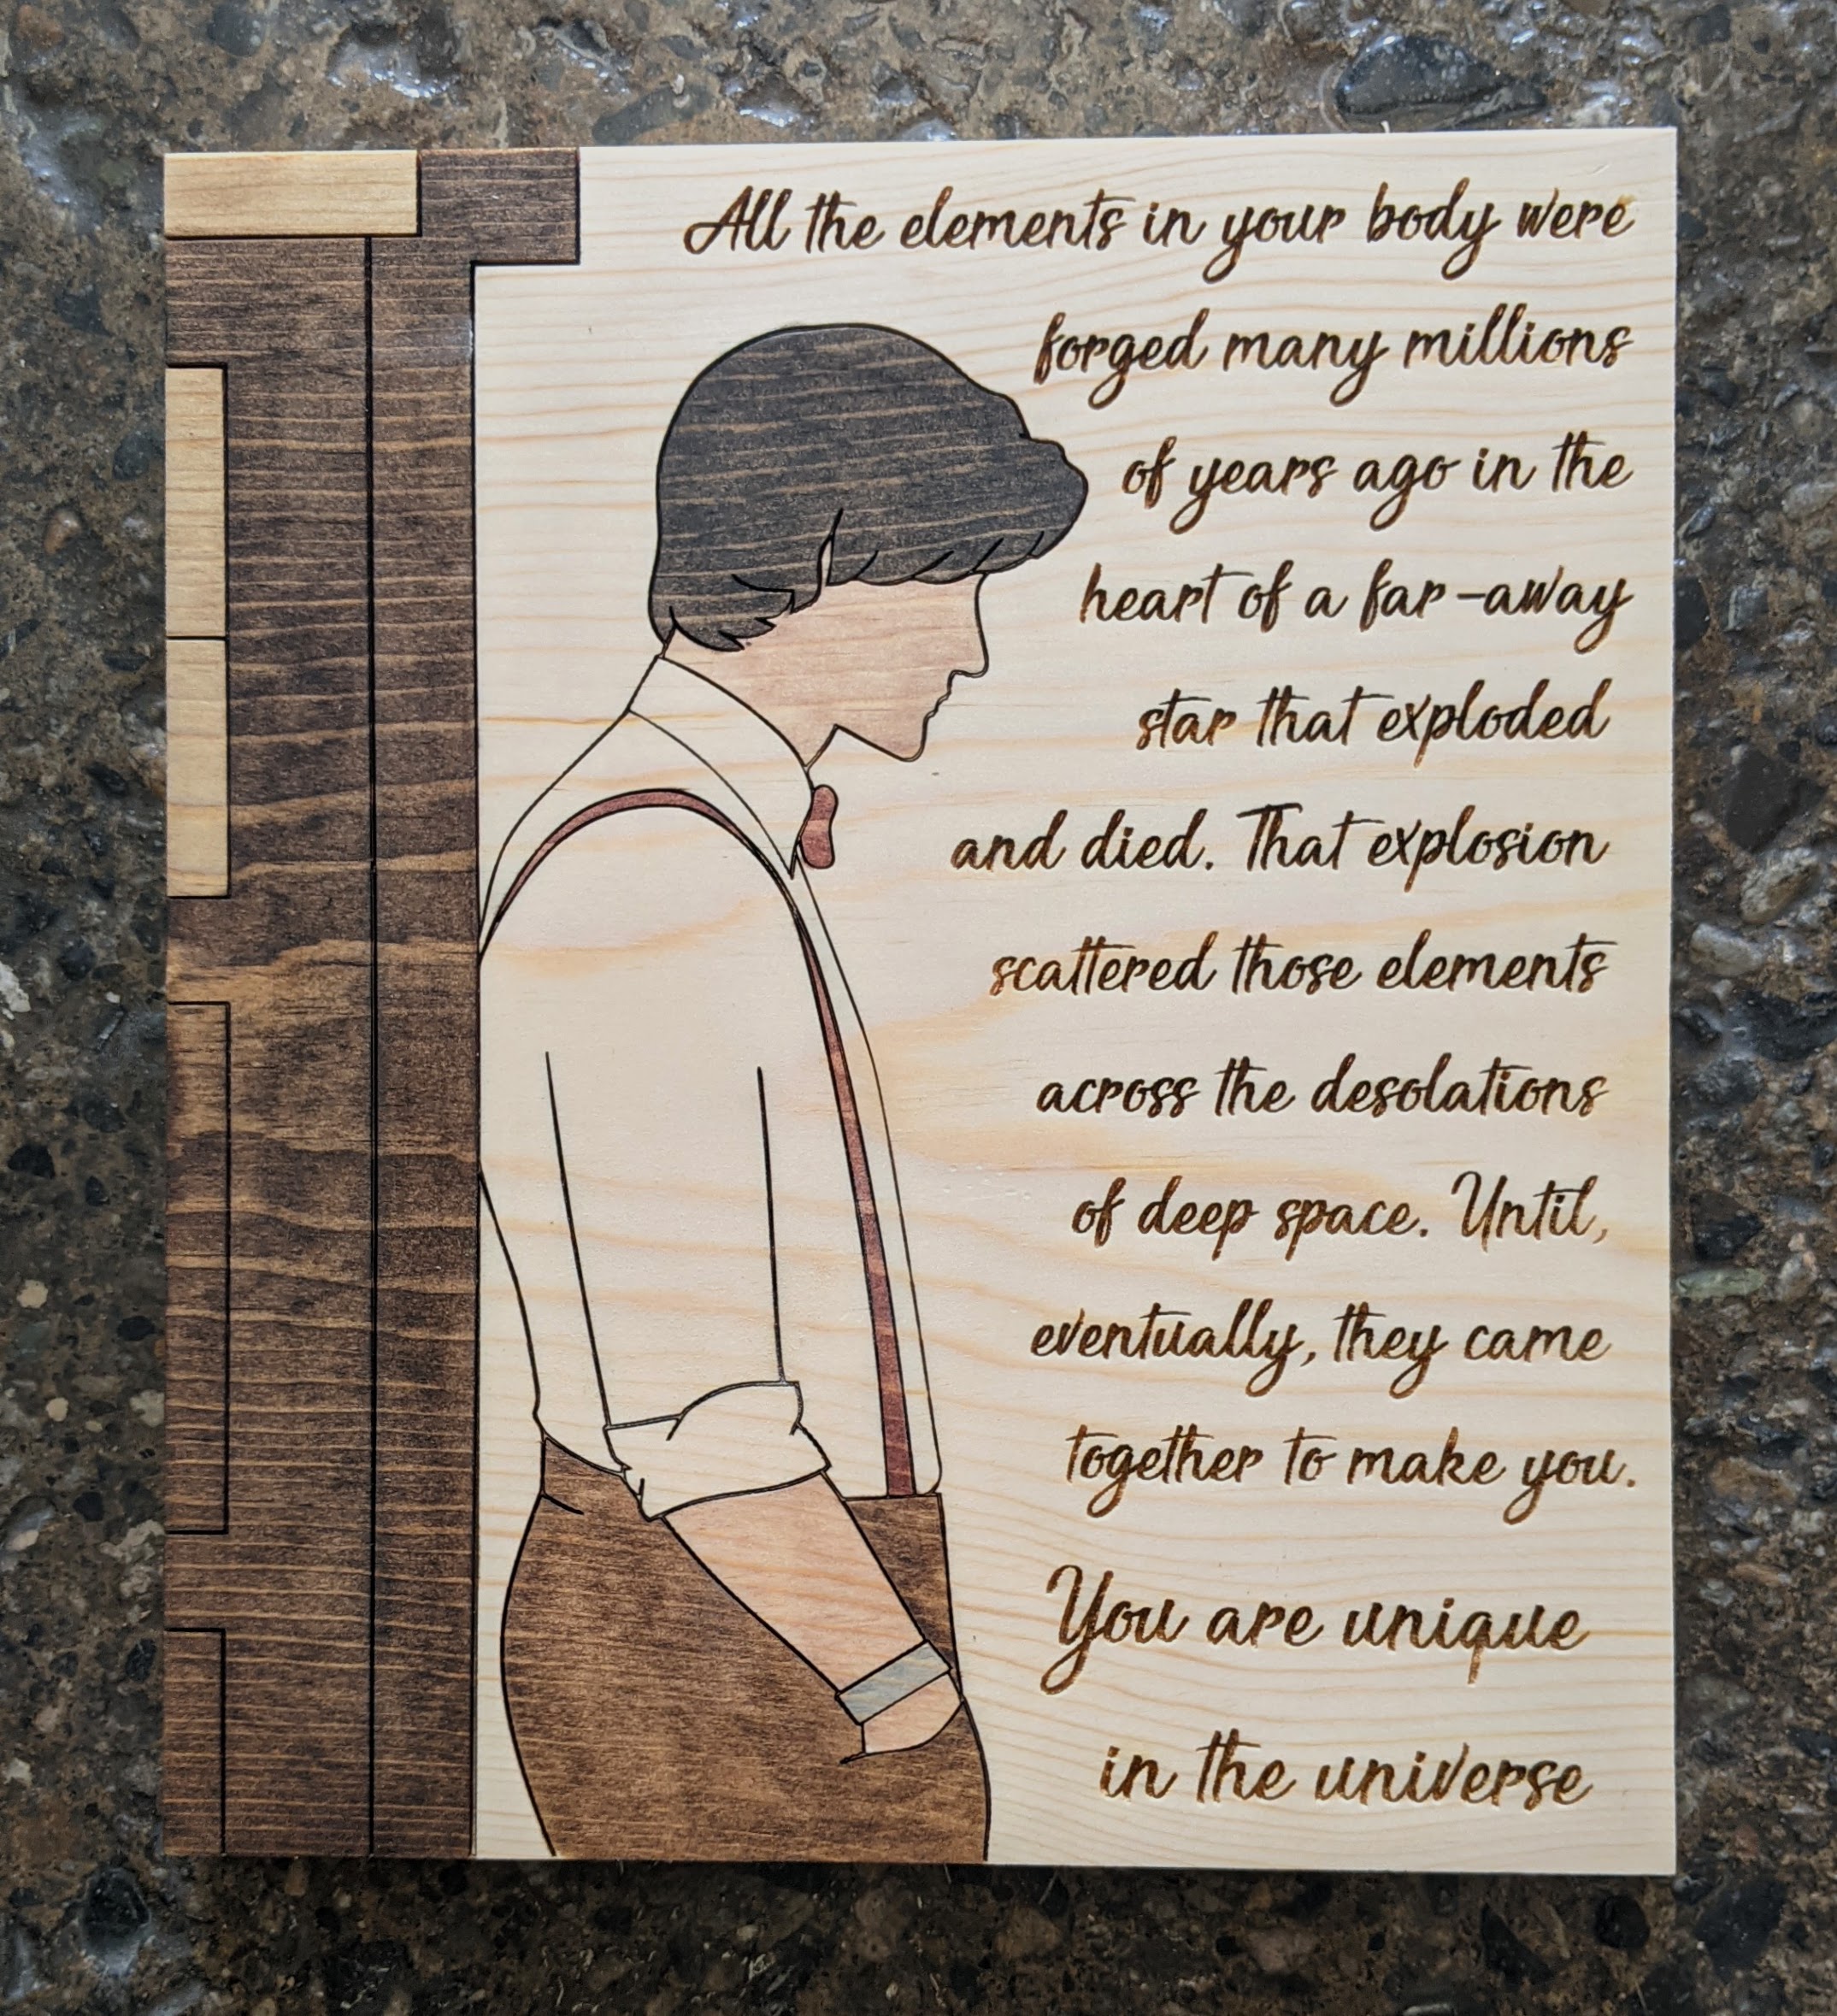 All the elements in your body were
forged many millions
of years ago in the
heart of a far-away
star that exploded
and died. That explosion
scattered those elements
across the desolations
of deep space. Until,
eventually, they came
together to make you.
You are unique
in the universe